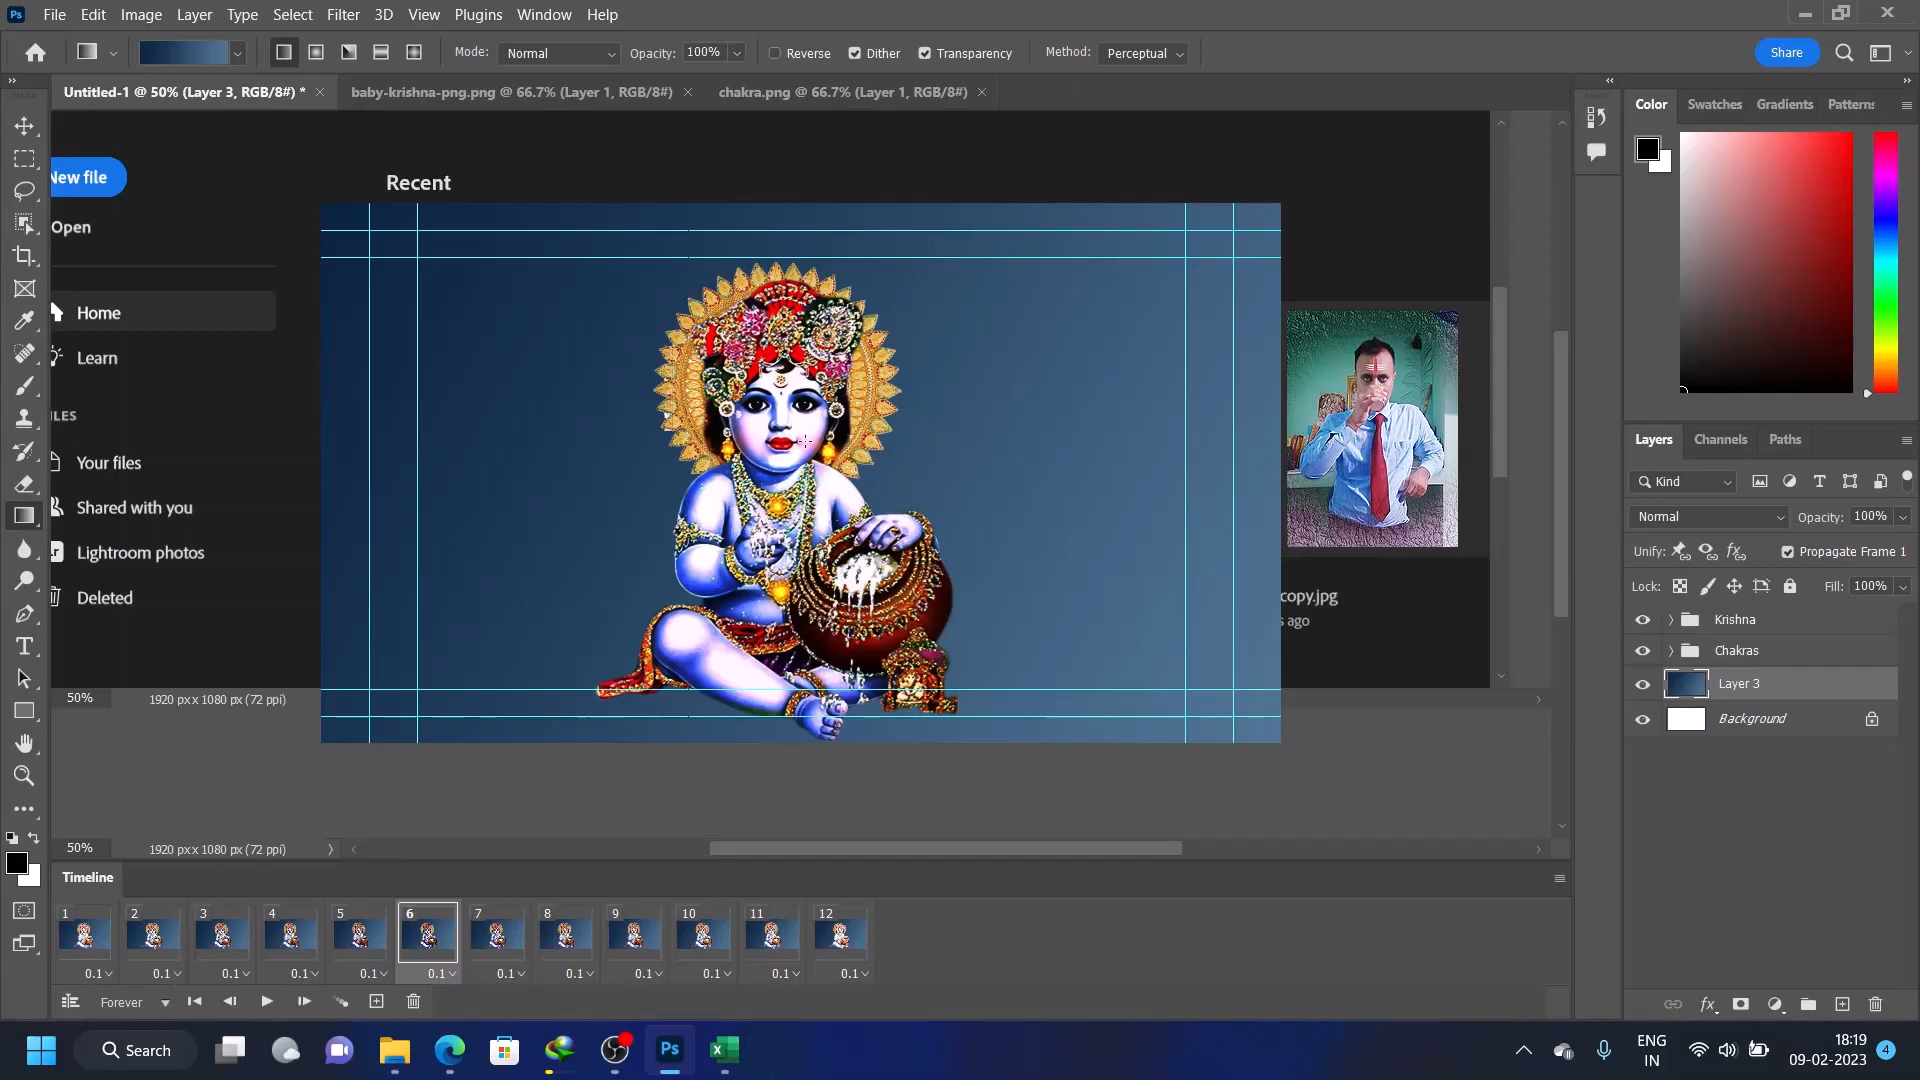 File Edit Image Layer Type Select Filter 3D View Plugins Window Help
Mode: Normal Opacity: 100% Reverse Dither Transparency Method: Perceptual Share
Untitled-1 @ 50% (Layer 3, RGB/8#) * baby-krishna-png.png @ 66.7% (Layer 1, RGB/8#) chakra.png @ 66.7% (Layer 1, RGB/8#)
Color Swatches Gradients Patterns
New file
Recent
Open
Home
Learn
ILES
Your files
Shared with you
Lightroom photos
Deleted
copy.jpg
s ago
50% 1920 px x 1080 px (72 ppi)
50% 1920 px x 1080 px (72 ppi)
Layers Channels Paths
Kind
Normal Opacity: 100%
Unify: Propagate Frame 1
Lock: Fill: 100%
Krishna
Chakras
Layer 3
Background
Timeline
1 2 3 4 5 6 7 8 9 10 11 12
0.1 0.1 0.1 0.1 0.1 0.1 0.1 0.1 0.1 0.1 0.1 0.1
Forever
Search
Ps
ENG
IN
18:19
09-02-2023
4